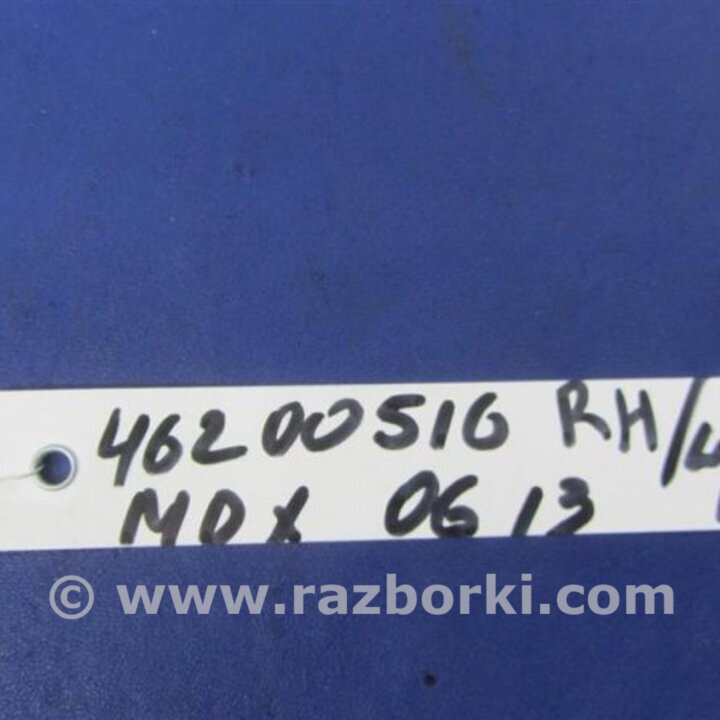 46200516 RH/
MDX 06 13
© www.razborki.com